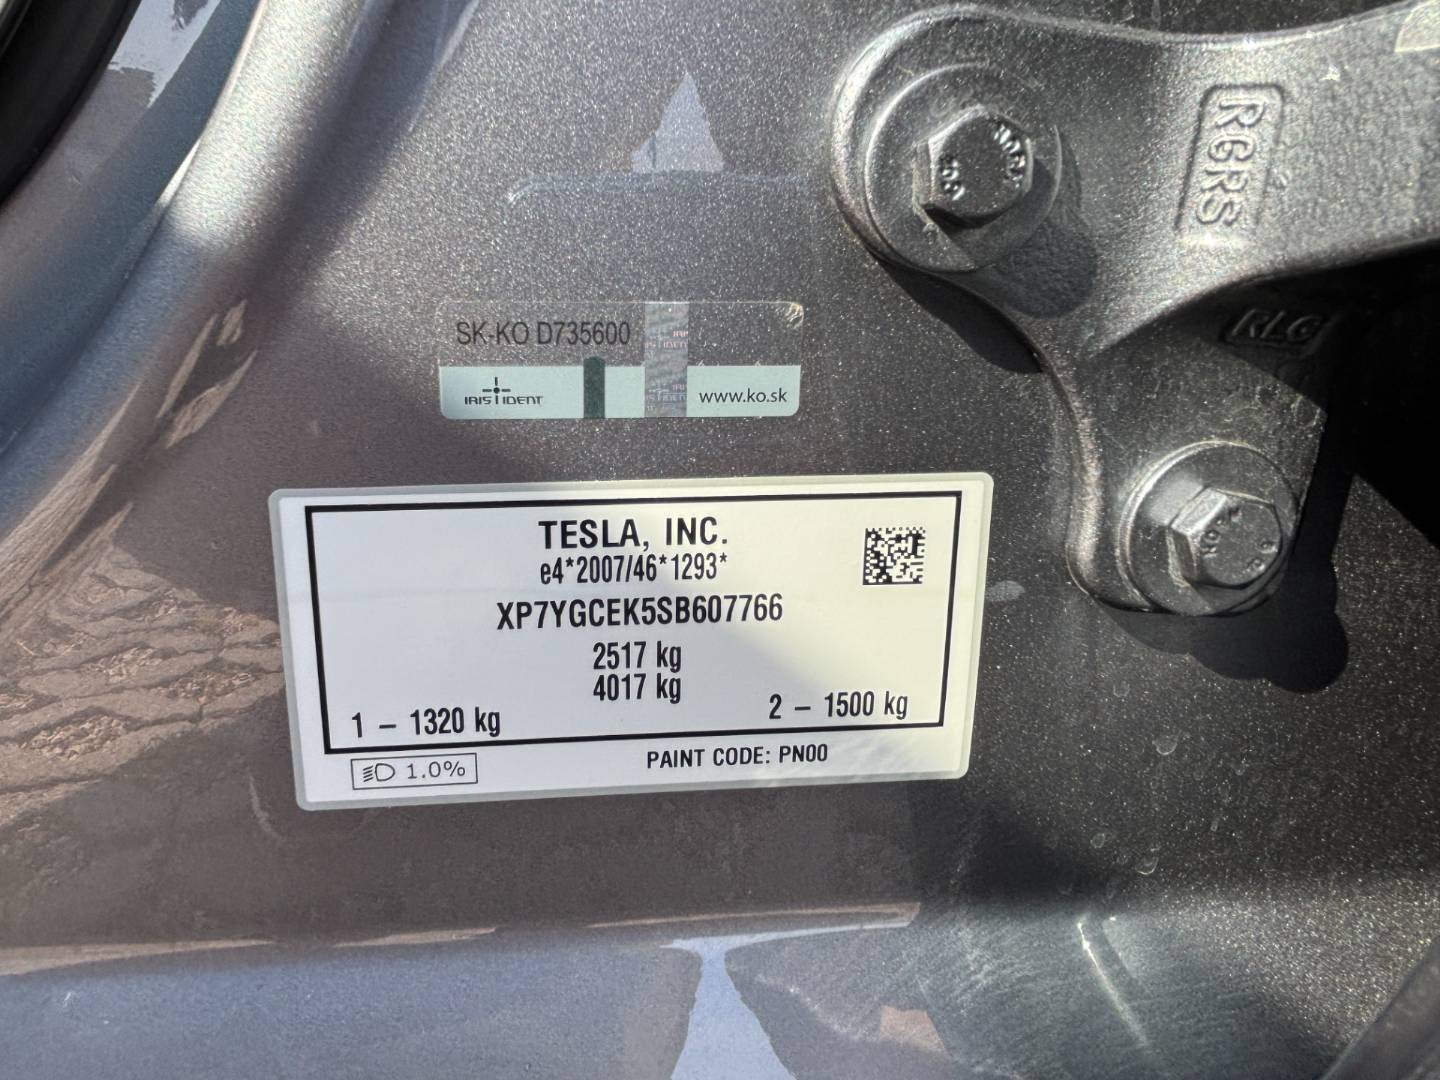 RGRS
RLG
SK-KO D735600
IRIS IDENT
www.ko.sk
TESLA, INC.
e4*2007/46*1293*
XP7YGCEK5SB607766
2517 kg
4017 kg
1 – 1320 kg
2 – 1500 kg
1.0%
PAINT CODE: PN00